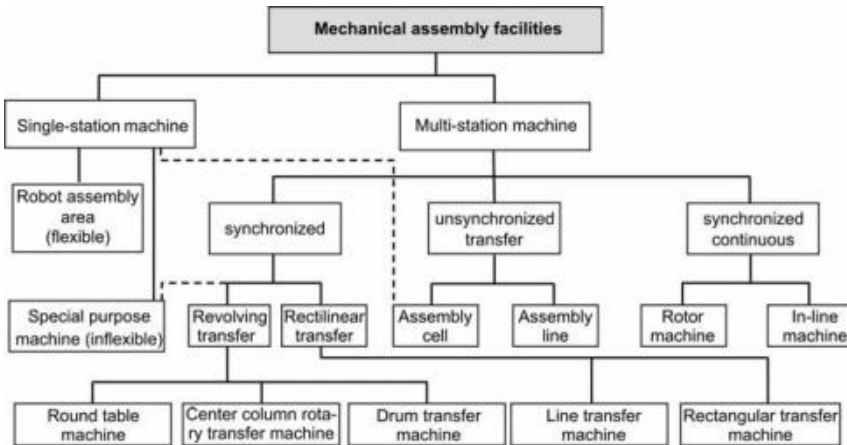 Mechanical assembly facilities
Single-station machine
Multi-station machine
Robot assembly
area
(flexible)
synchronized
unsynchronized
transfer
synchronized
continuous
Special purpose
machine (inflexible)
Revolving
transfer
Rectilinear
transfer
Assembly
cell
Assembly
line
Rotor
machine
In-line
machine
Round table
machine
Center column rota-
ry transfer machine
Drum transfer
machine
Line transfer
machine
Rectangular transfer
machine